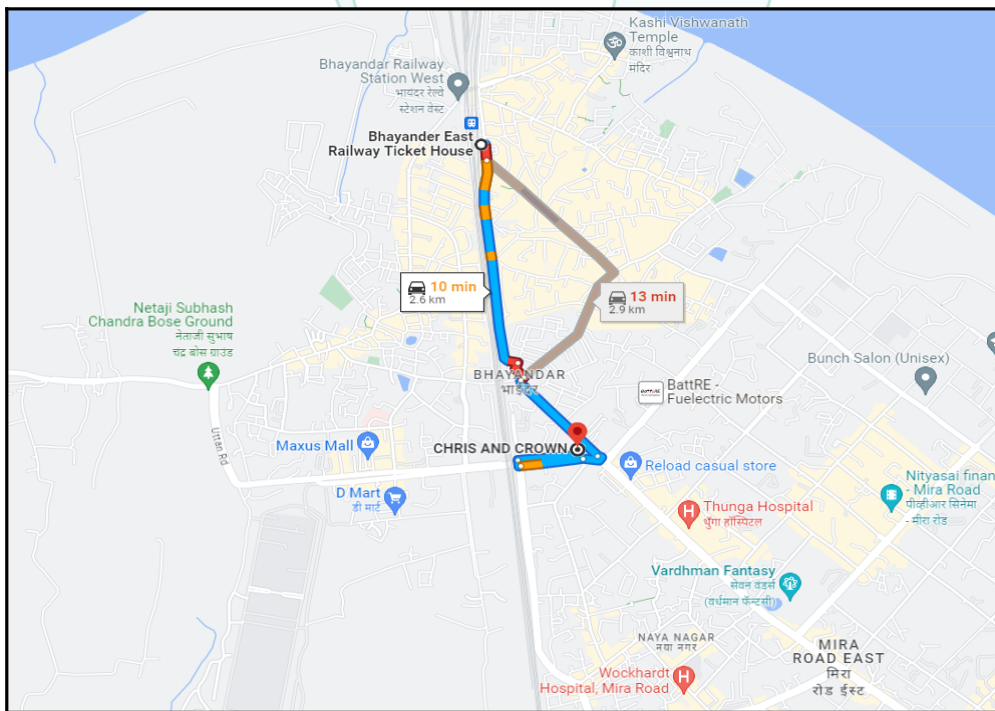 Kashi Vishwanath
Temple
काशी विश्वनाथ
मंदिर
Bhayandar Railway
Station West
भायंदर रेल्वे
स्टेशन वेस्ट
Bhayander East
Railway Ticket House
10 min
2.6 km
13 min
2.9 km
Netaji Subhash
Chandra Bose Ground
नेताजी सुभाष
चंद्र बोस ग्राउंड
Bunch Salon (Unisex)
BHAYANDAR
भाईंदर
BattRE -
Fuelectric Motors
Uttan Rd
Maxus Mall
CHRIS AND CROWN
Reload casual store
D Mart
डी मार्ट
Nityasai finan
- Mira Road
पीव्हीआर सिनेमा
- मीरा रोड
Thunga Hospital
थुंगा हॉस्पिटल
Vardhman Fantasy
सेवन वंडर्स
(वर्धमान फॅन्टसी)
NAYA NAGAR
नया नगर
MIRA
ROAD EAST
मिरा
रोड ईस्ट
Wockhardt
Hospital, Mira Road